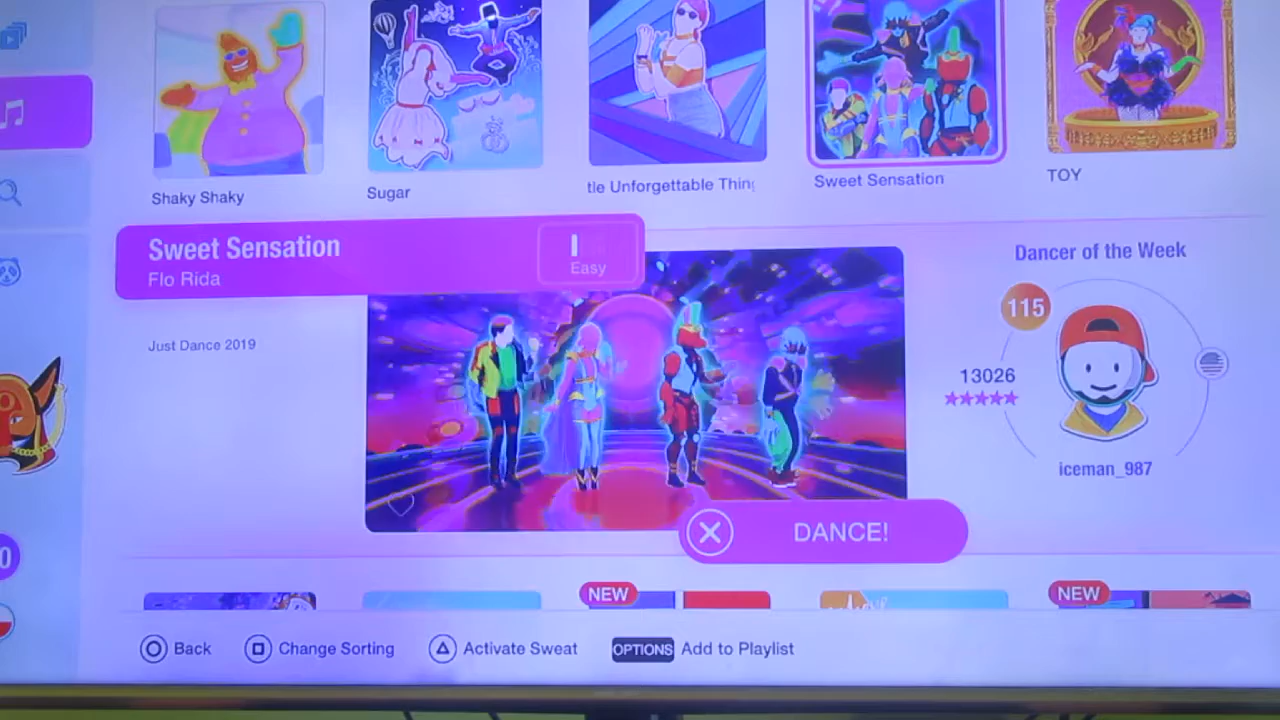 Shaky Shaky
Sugar
tle Unforgettable Thing
Sweet Sensation
TOY
Sweet Sensation
Flo Rida
Easy
Just Dance 2019
Dancer of the Week
115
13026
iceman_987
DANCE!
NEW
NEW
Back
Change Sorting
Activate Sweat
OPTIONS Add to Playlist
0